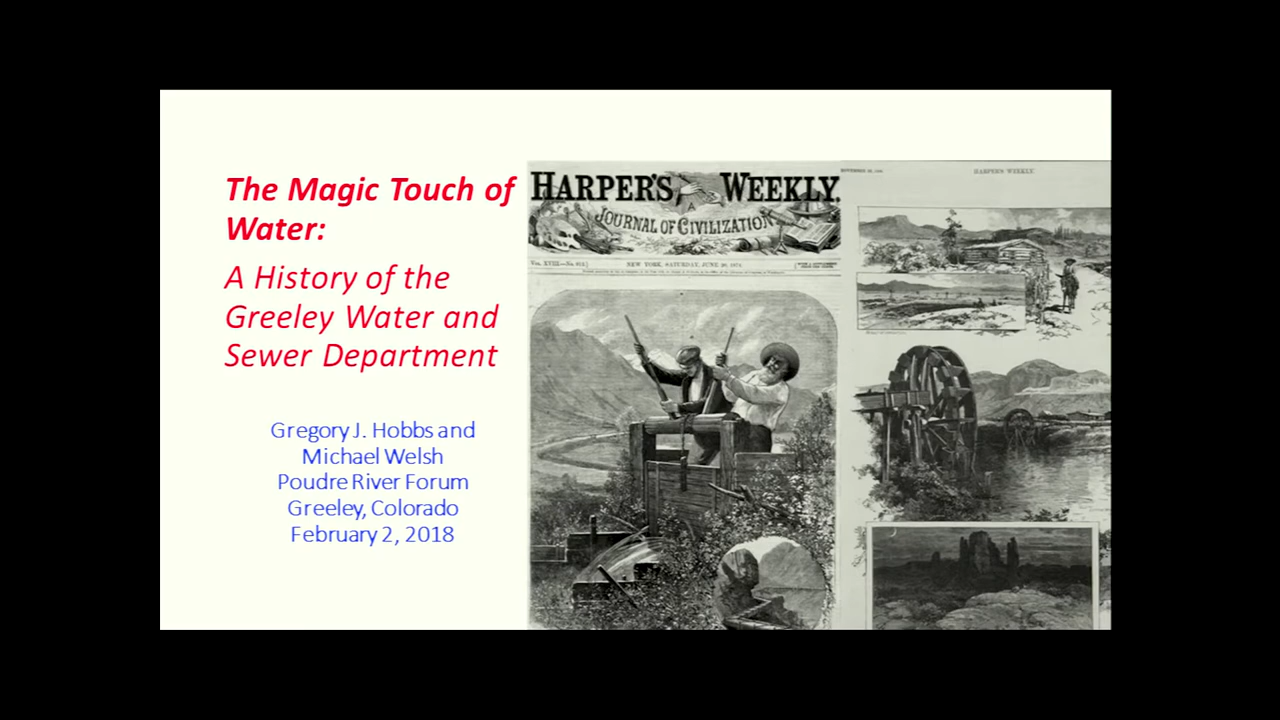 The Magic Touch of
Water:
A History of the
Greeley Water and
Sewer Department
Gregory J. Hobbs and
Michael Welsh
Poudre River Forum
Greeley, Colorado
February 2, 2018
HARPER'S WEEKLY.
A
JOURNAL OF CIVILIZATION
NEW YORK, SATURDAY, JUNE
HARPER'S WEEKLY.